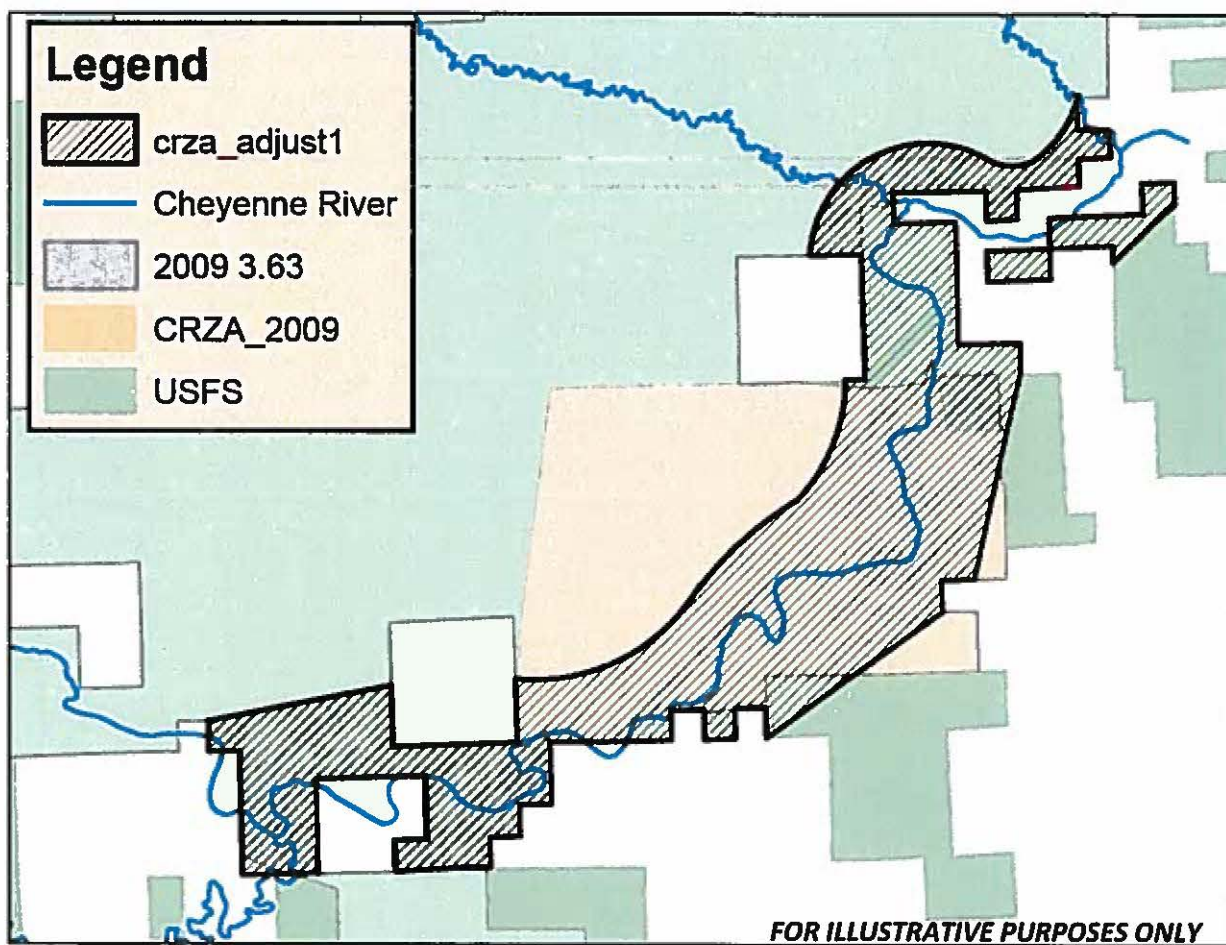 Legend
crza_adjust1
Cheyenne River
2009 3.63
CRZA_2009
USFS
FOR ILLUSTRATIVE PURPOSES ONLY